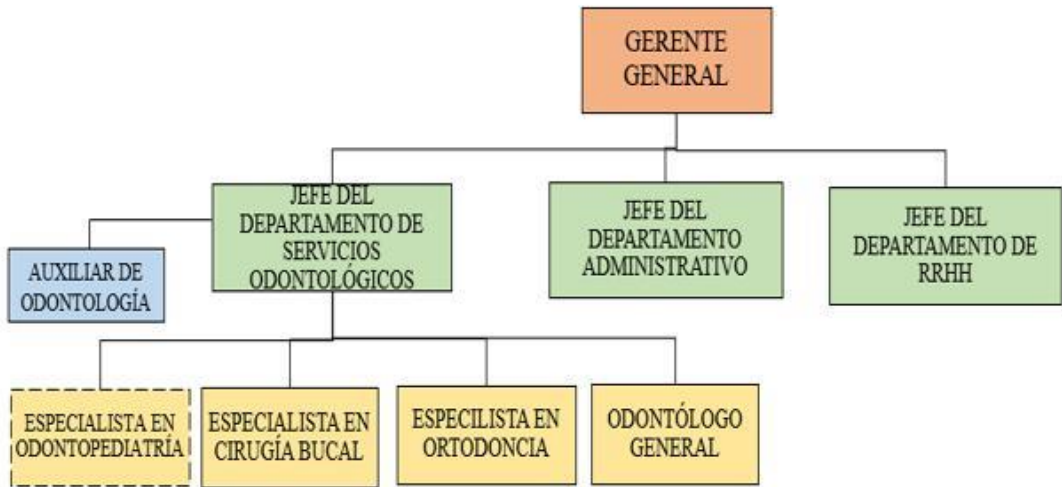 GERENTE
GENERAL
JEFE DEL
DEPARTAMENTO DE
SERVICIOS
ODONTOLÓGICOS
JEFE DEL
DEPARTAMENTO
ADMINISTRATIVO
JEFE DEL
DEPARTAMENTO DE
RRHH
AUXILIAR DE
ODONTOLOGÍA
ESPECIALISTA EN
ODONTOPEDIATRÍA
ESPECIALISTA EN
CIRUGÍA BUCAL
ESPECILISTA EN
ORTODONCIA
ODONTÓLOGO
GENERAL